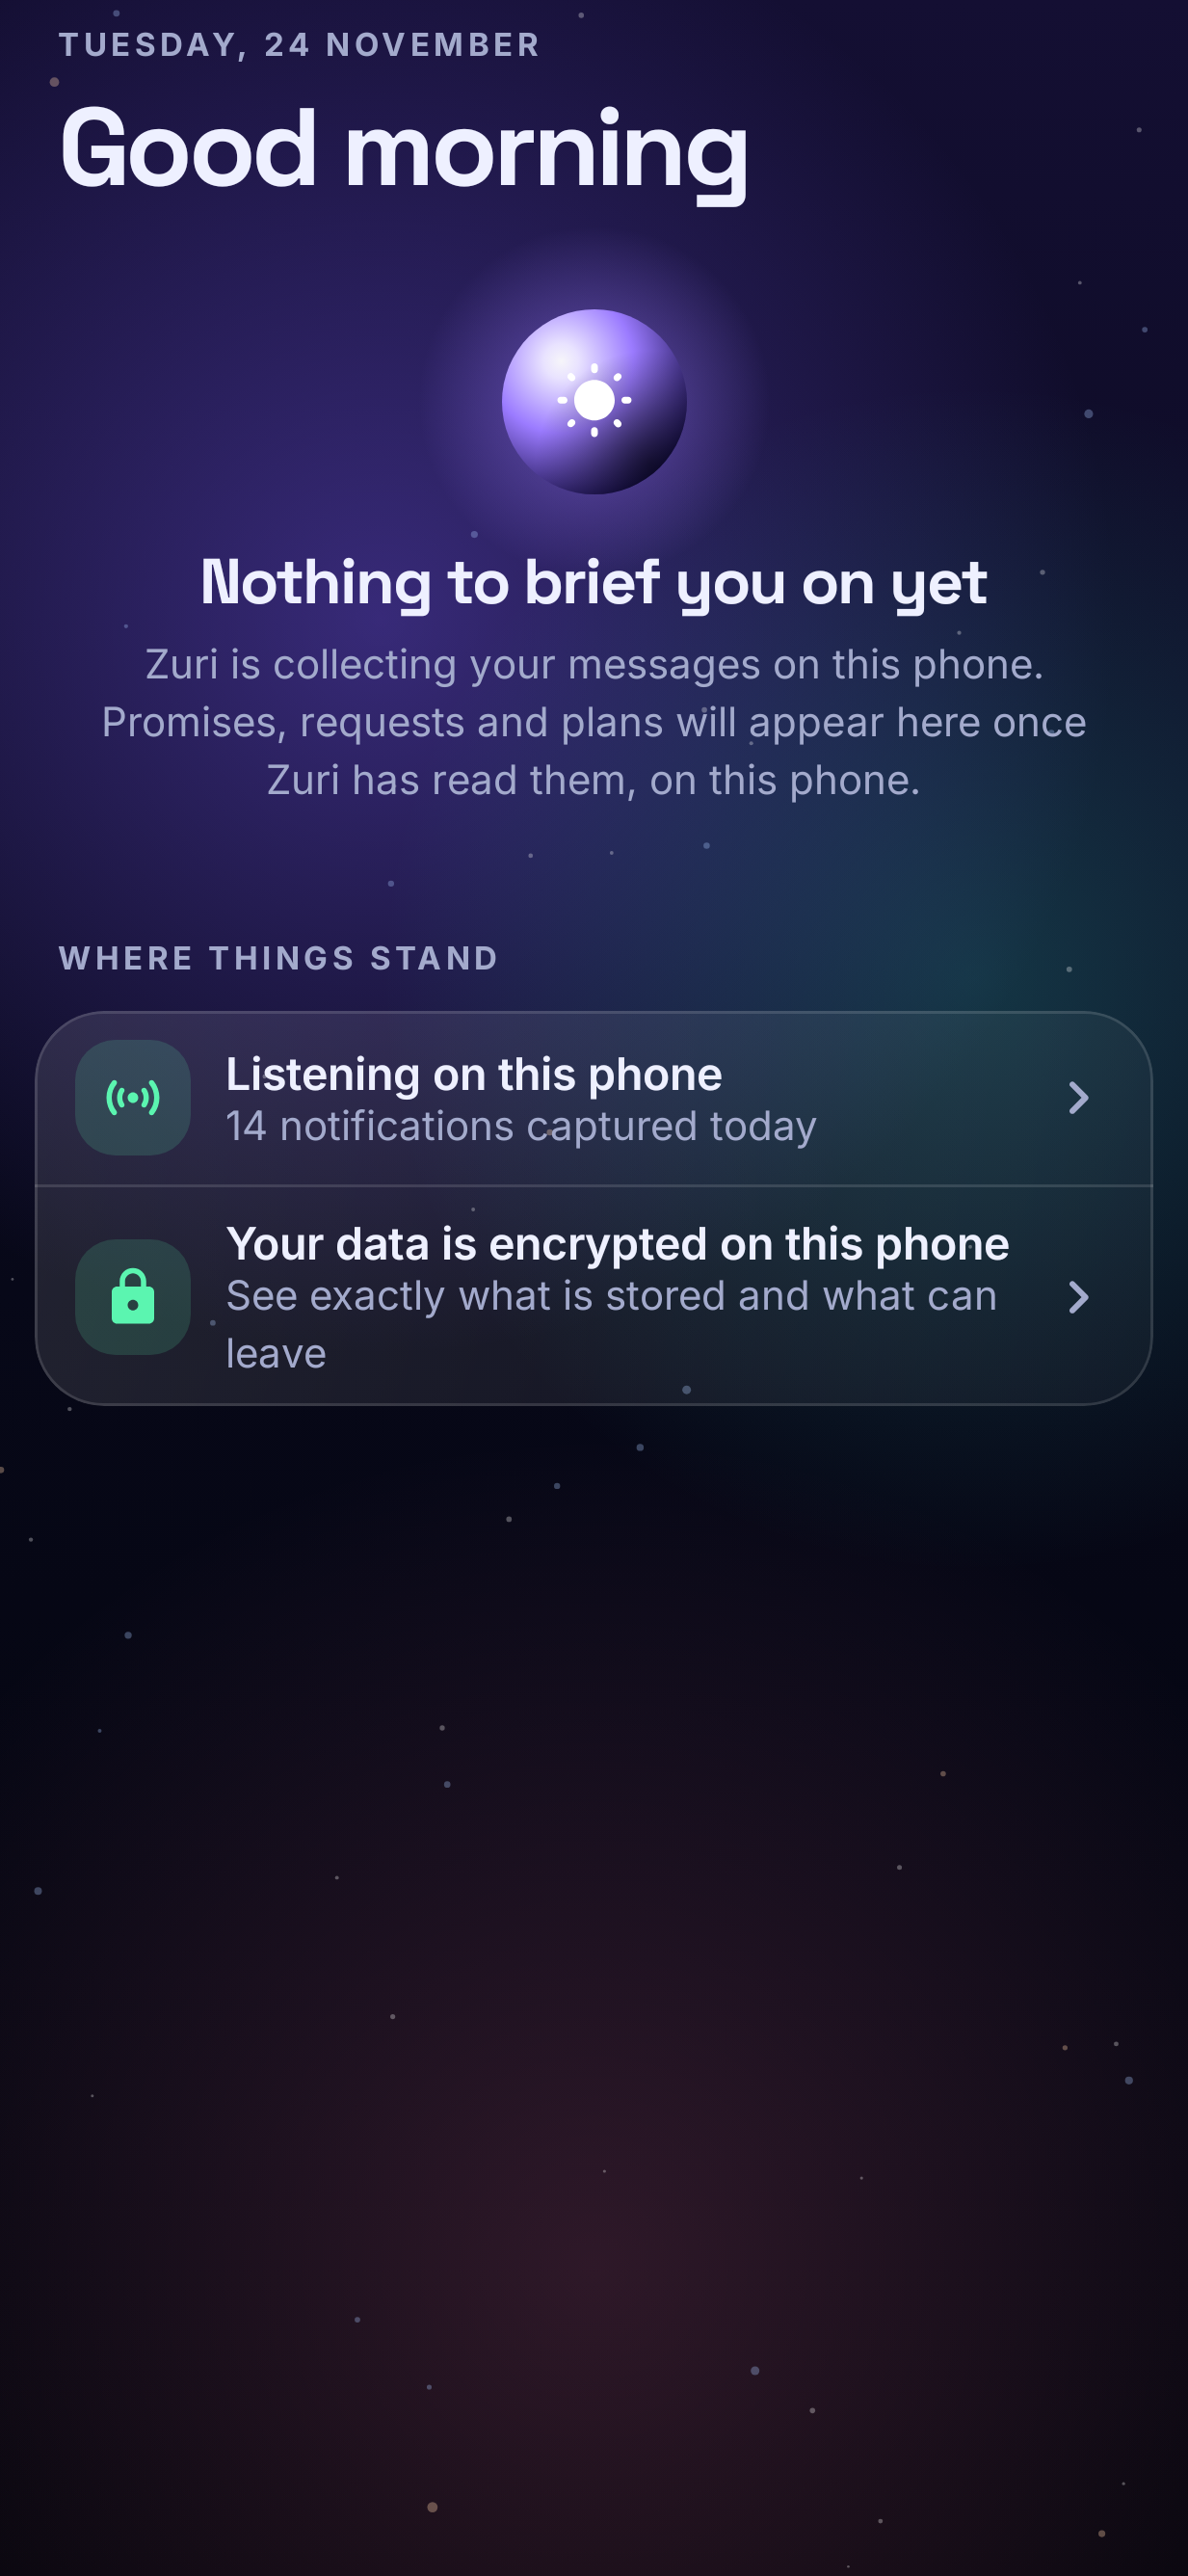 TUESDAY, 24 NOVEMBER
Good morning
Nothing to brief you on yet
Zuri is collecting your messages on this phone.
Promises, requests and plans will appear here once
Zuri has read them, on this phone.
WHERE THINGS STAND
Listening on this phone
14 notifications captured today
Your data is encrypted on this phone
See exactly what is stored and what can
leave